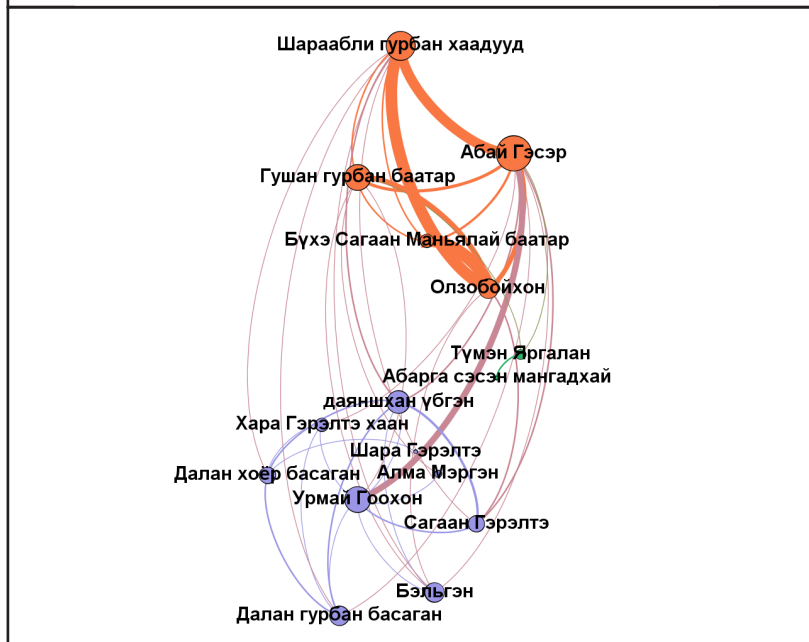 Шараабли гурбан хаадууд
Абай Гэсэр
Гушан гурбан баатар
Бүхэ Сагаан Маньялай баатар
Олзобойхон
Түмэн Яргалан
Абарга сэсэн мангадхай
даяншхан үбгэн
Хара Гэрэлтэ хаан
Шара Гэрэлтэ
Далан хоёр басаган
Алма Мэргэн
Урмай Гоохон
Сагаан Гэрэлтэ
Бэльгэн
Далан гурбан басаган